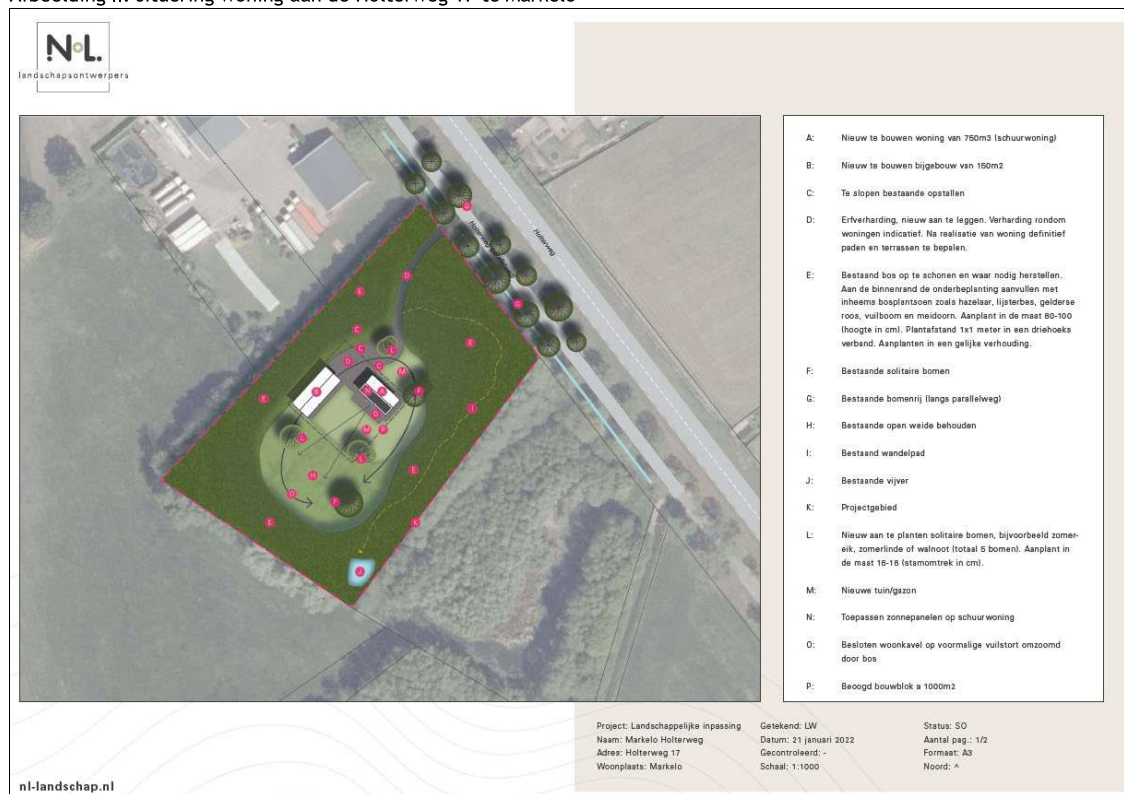 Afbeelding 1: Situering woning aan de Holterweg 17 te Markelo
N+L.
landschapsontwerpers
Holterweg
Holterweg
A: Nieuw te bouwen woning van 750m3 (schuurwoning)
B: Nieuw te bouwen bijgebouw van 150m2
C: Te slopen bestaande opstallen
D: Erfverharding, nieuw aan te leggen. Verharding rondom
woningen indicatief. Na realisatie van woning definitief
paden en terrassen te bepalen.
E: Bestaand bos op te schonen en waar nodig herstellen.
Aan de binnenrand de onderbeplanting aanvullen met
inheems bosplantsoen zoals hazelaar, lijsterbes, gelderse
roos, vuilboom en meidoorn. Aanplant in de maat 80-100
(hoogte in cm). Plantafstand 1x1 meter in een driehoeks
verband. Aanplanten in een gelijke verhouding.
F: Bestaande solitaire bomen
G: Bestaande bomenrij (langs parallelweg)
H: Bestaande open weide behouden
I: Bestaand wandelpad
J: Bestaande vijver
K: Projectgebied
L: Nieuw aan te planten solitaire bomen, bijvoorbeeld zomer-
eik, zomerlinde of walnoot (totaal 5 bomen). Aanplant in
de maat 16-18 (stamomtrek in cm).
M: Nieuwe tuin/gazon
N: Toepassen zonnepanelen op schuurwoning
O: Besloten woonkavel op voormalige vuilstort omzoomd
door bos
P: Beoogd bouwblok a 1000m2
Project: Landschappelijke inpassing
Naam: Markelo Holterweg
Adres: Holterweg 17
Woonplaats: Markelo
Getekend: LW
Datum: 21 januari 2022
Gecontroleerd: -
Schaal: 1:1000
Status: SO
Aantal pag.: 1/2
Formaat: A3
Noord: ^
nl-landschap.nl